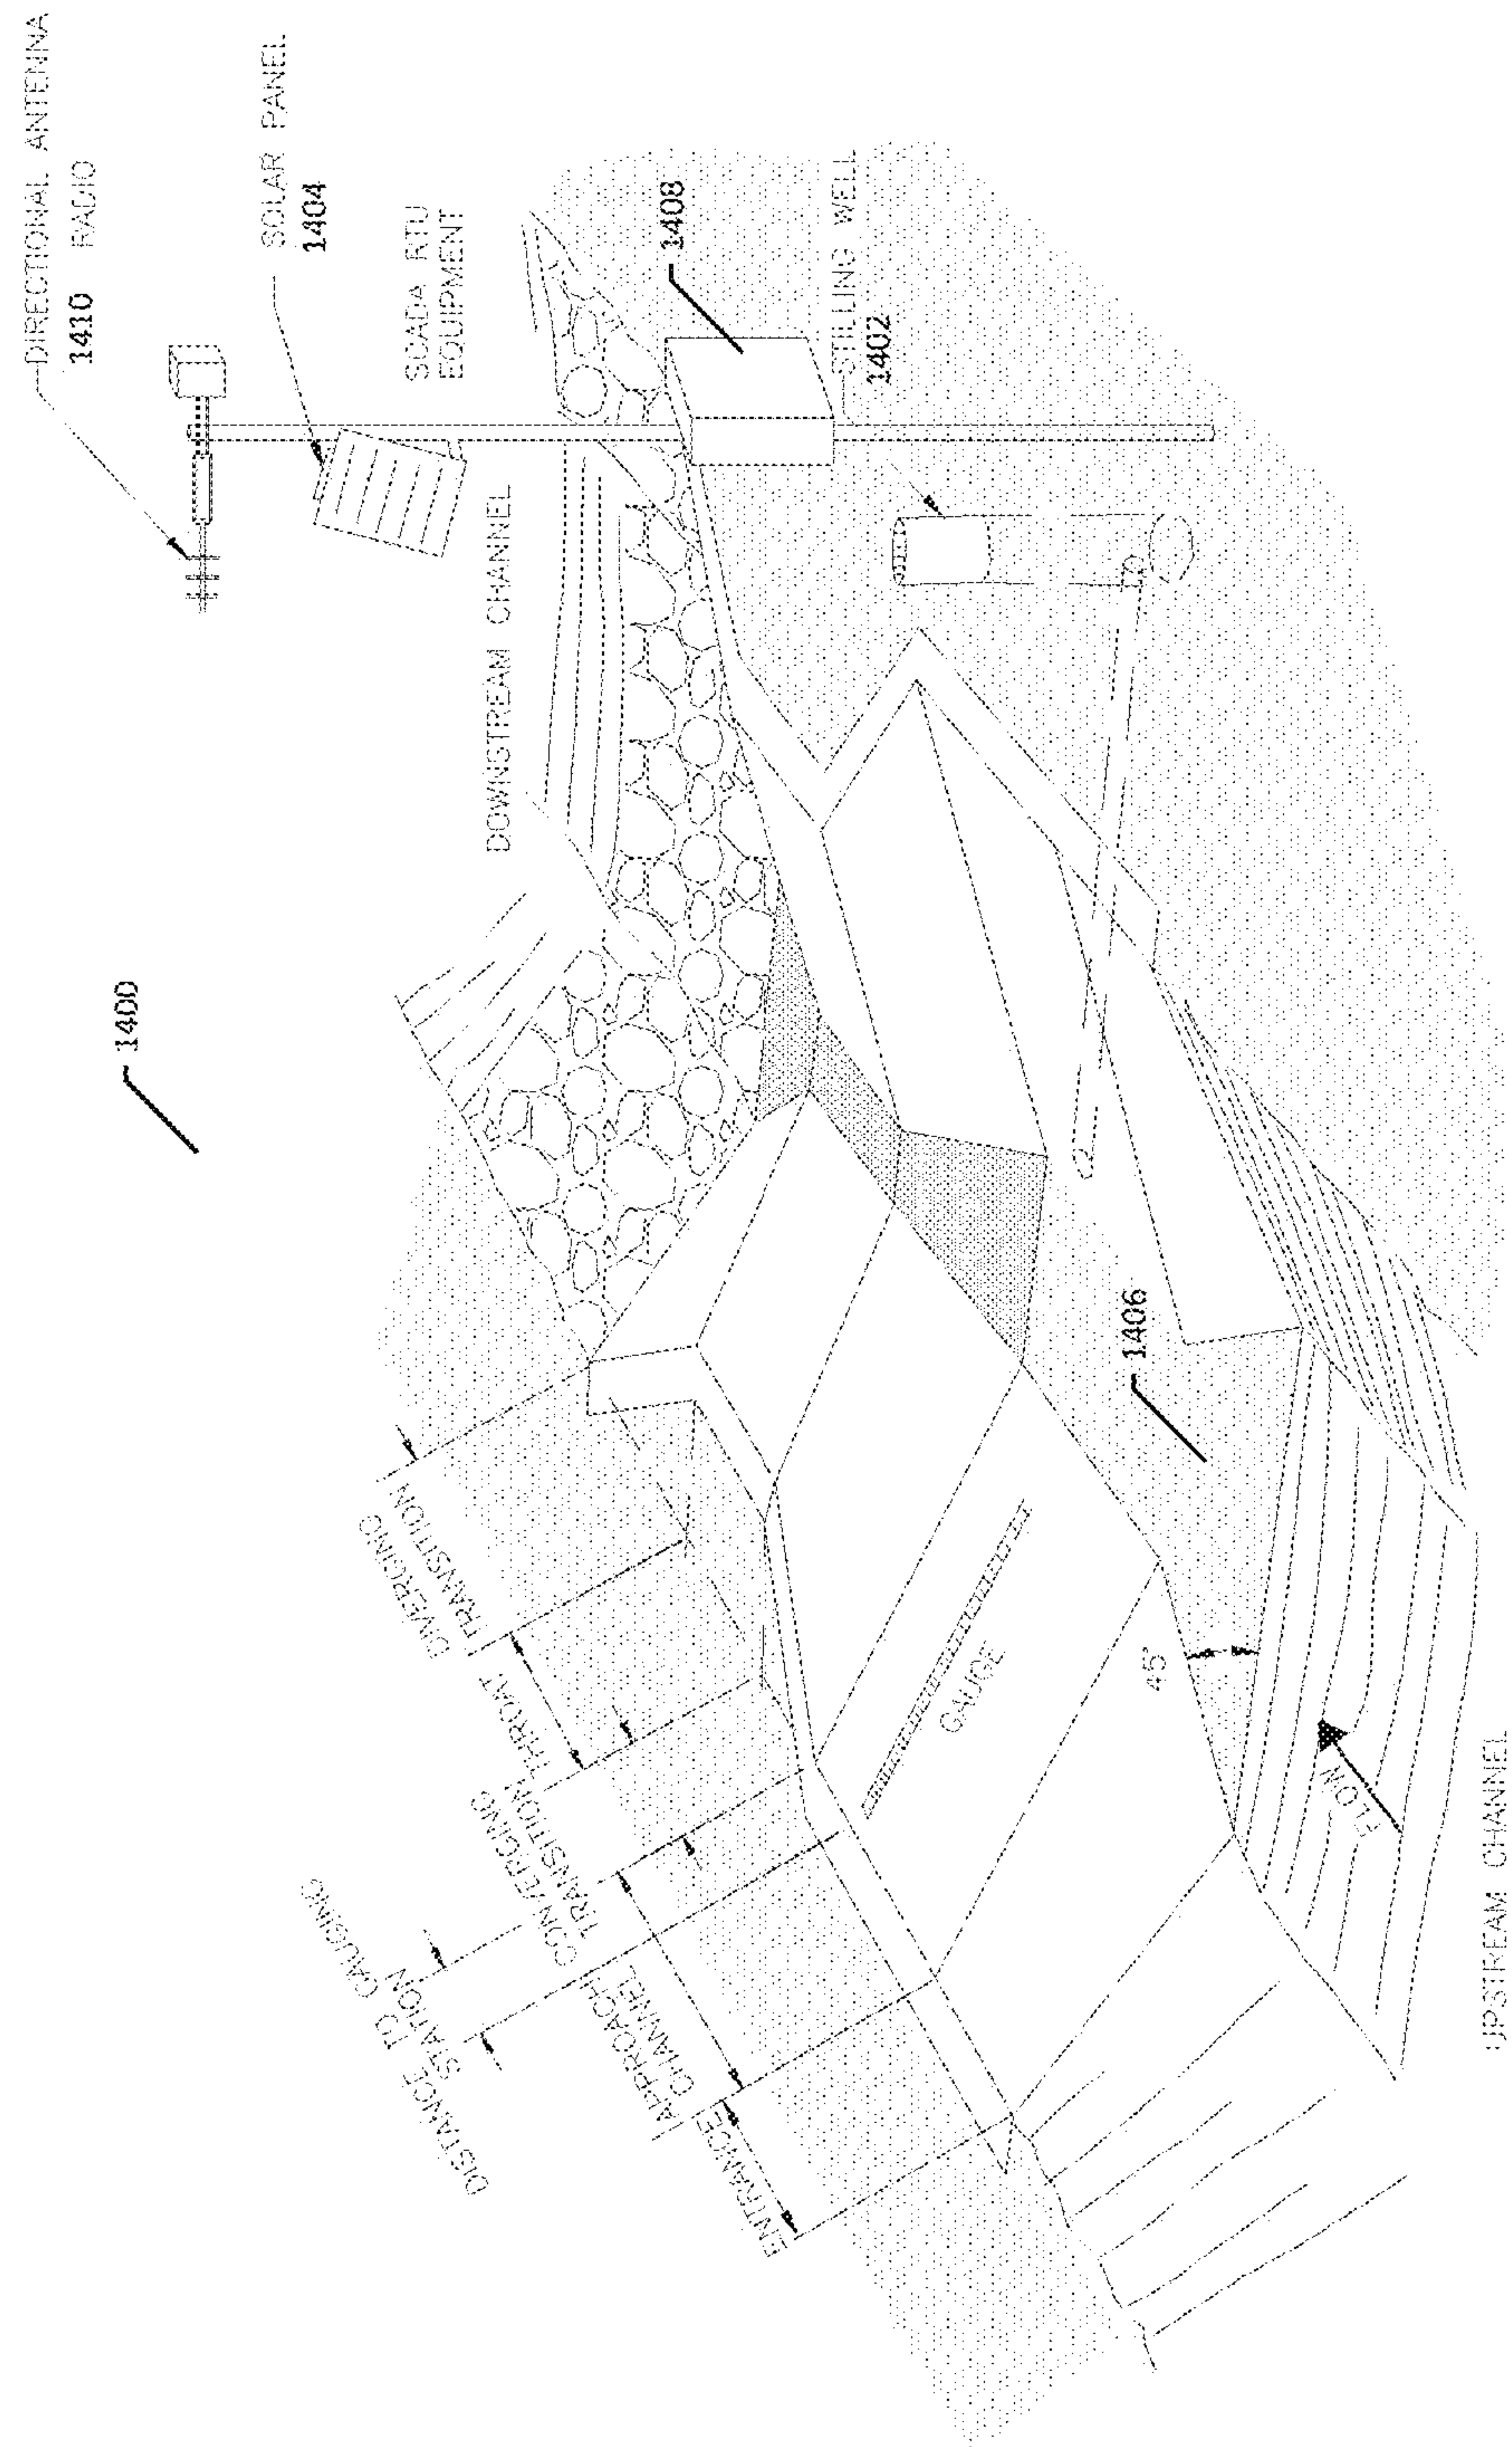 DIRECTIONAL ANTENNA
1410 RADIO
SOLAR PANEL
1404
SCADA RTU
EQUIPMENT
1408
STILLING WELL
1402
DOWNSTREAM CHANNEL
1400
DIVERGING
TRANSITION
THROAT
CONVERGING
TRANSITION
DISTANCE TO GAUGING
STATION
APPROACH
CHANNEL
ENTRANCE
GAUGE
1406
45°
FLOW
UPSTREAM CHANNEL